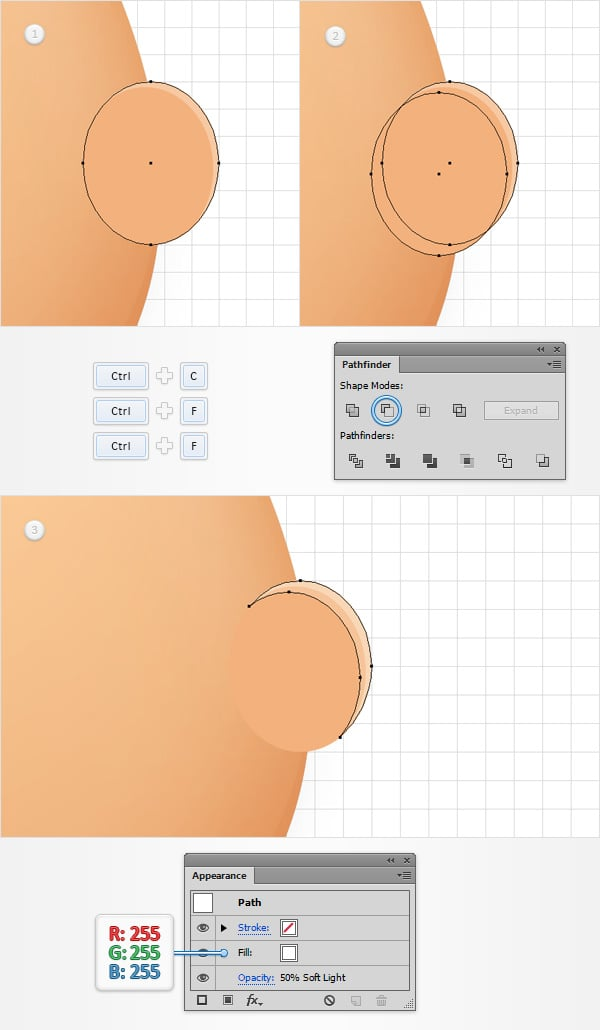 1
2
Ctrl + C
Ctrl + F
Ctrl + F
Pathfinder
Shape Modes:
Expand
Pathfinders:
3
Appearance
Path
Stroke:
Fill:
Opacity: 50% Soft Light
fx
R: 255
G: 255
B: 255